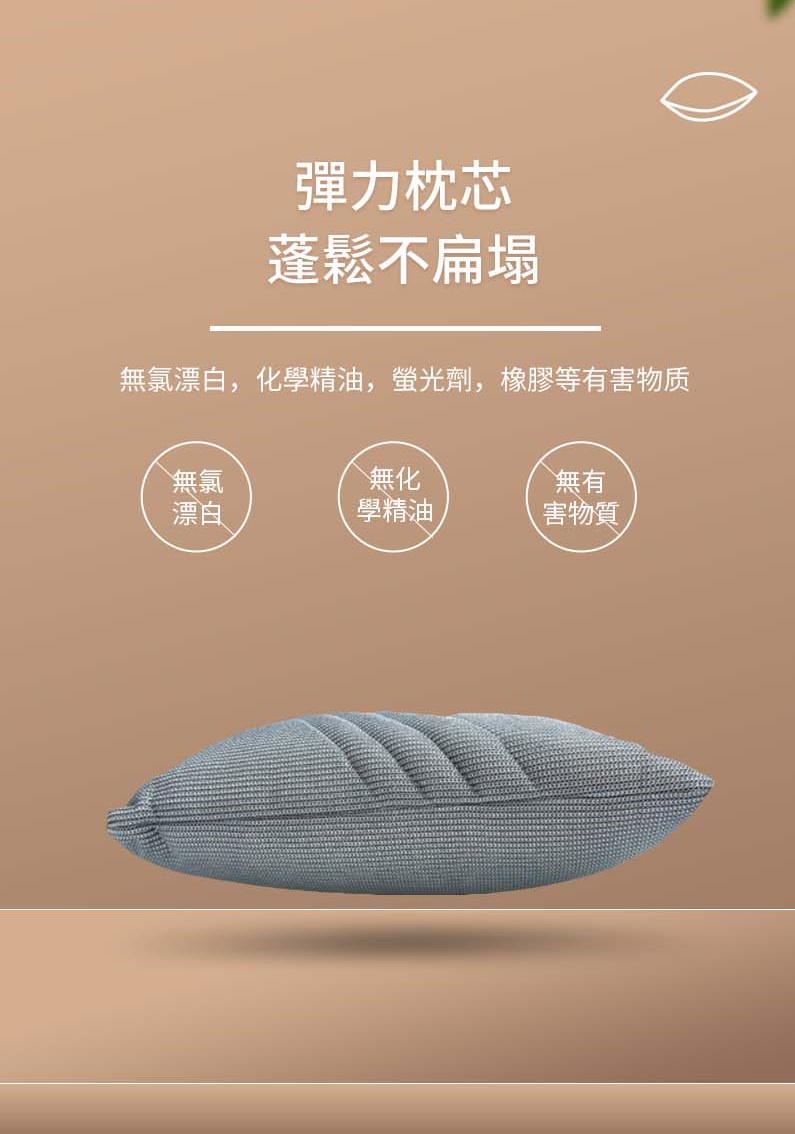 彈力枕芯
蓬鬆不扁塌
無氯漂白，化學精油，螢光劑，橡膠等有害物质
無氯
漂白
無化
學精油
無有
害物質